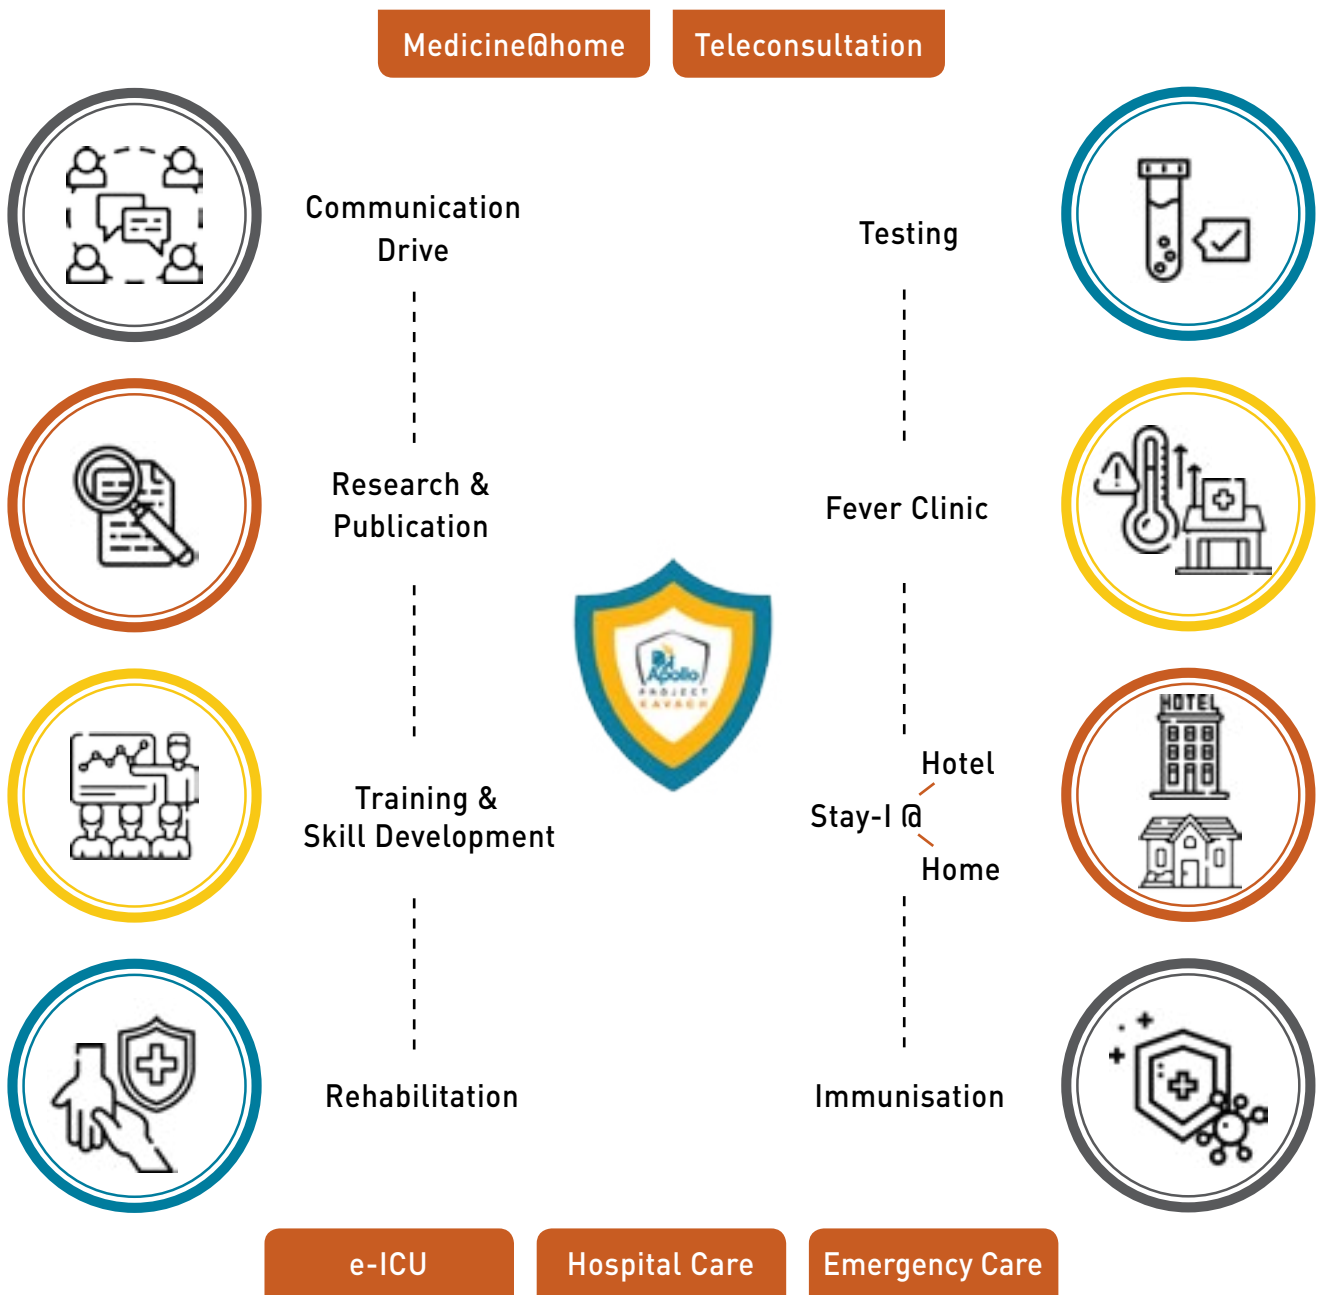 Medicine@home
Teleconsultation
Communication
Drive
Research &
Publication
Training &
Skill Development
Rehabilitation
Testing
Fever Clinic
Hotel
Stay-I @
Home
Immunisation
HOTEL
Apollo
PROJECT
KAVACH
e-ICU
Hospital Care
Emergency Care